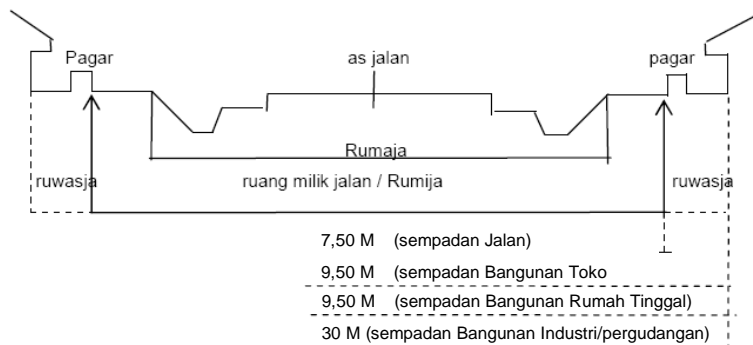 Pagar as jalan pagar
Rumaja
ruwasja ruang milik jalan / Rumija ruwasja
7,50 M (sempadan Jalan)
9,50 M (sempadan Bangunan Toko
9,50 M (sempadan Bangunan Rumah Tinggal)
30 M (sempadan Bangunan Industri/pergudangan)